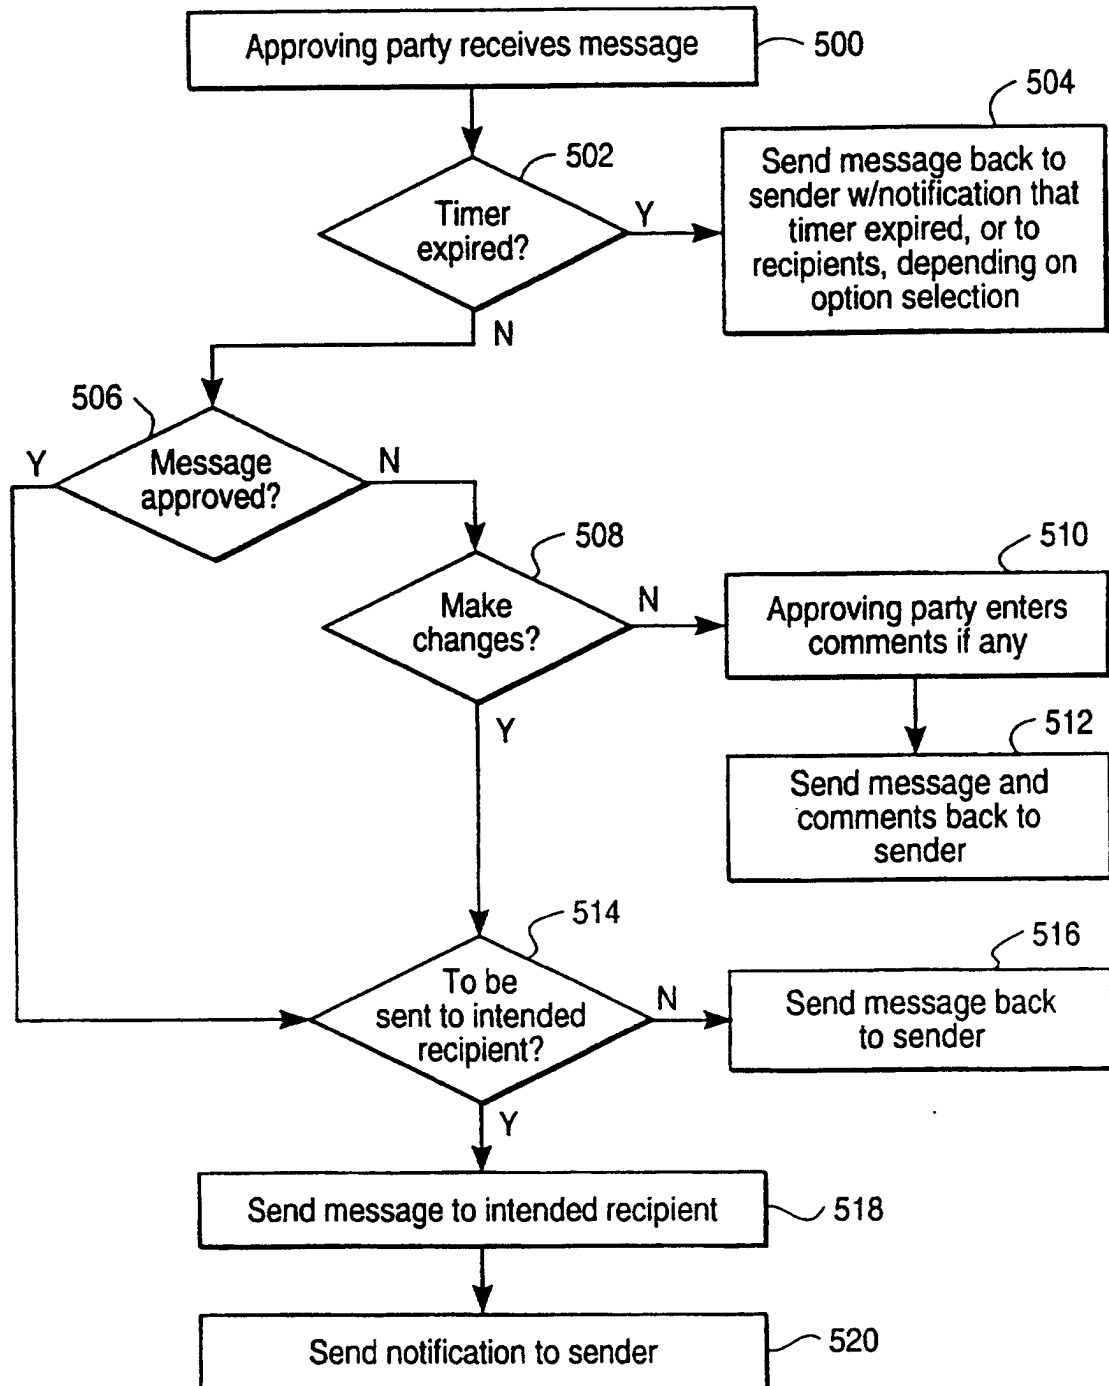 Approving party receives message
500
504
502
Timer
expired?
Y
Send message back to
sender w/notification that
timer expired, or to
recipients, depending on
option selection
N
506
Y
Message
approved?
N
508
510
Make
changes?
N
Approving party enters
comments if any
Y
512
Send message and
comments back to
sender
514
516
To be
sent to intended
recipient?
N
Send message back
to sender
Y
Send message to intended recipient
518
Send notification to sender
520